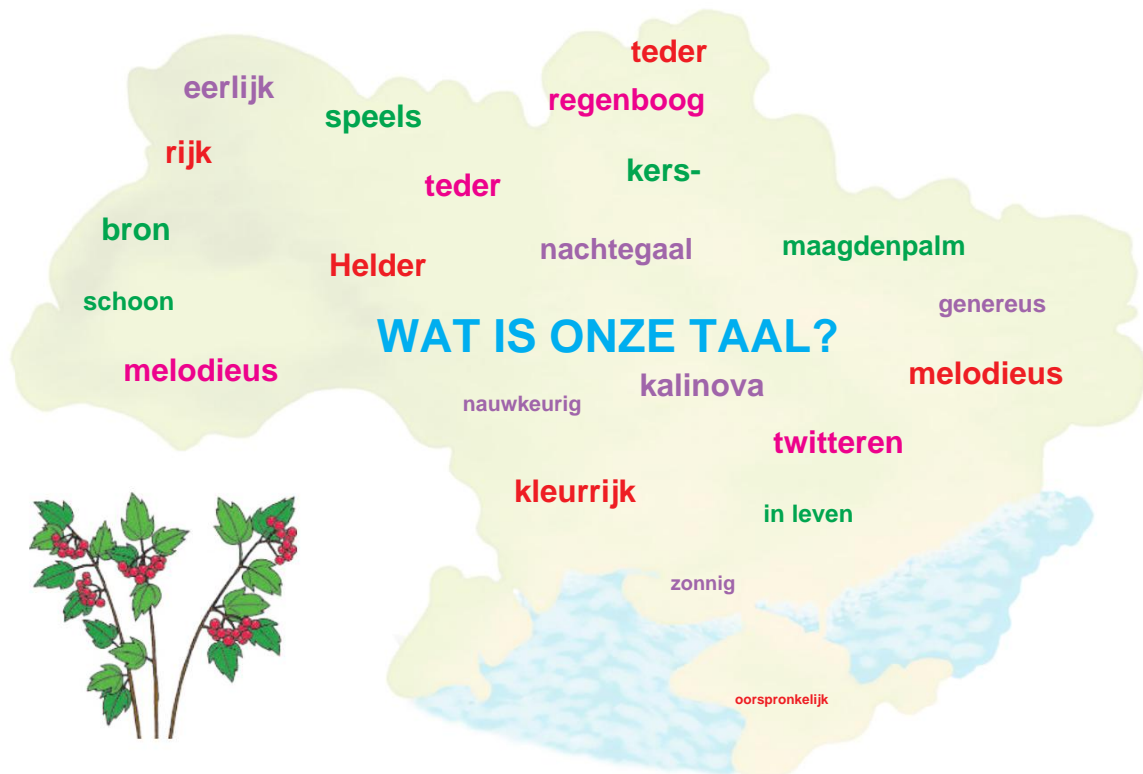 teder
eerlijk
regenboog
speels
rijk
kers-
teder
bron
nachtegaal
maagdenpalm
Helder
schoon
genereus
WAT IS ONZE TAAL?
melodieus
melodieus
kalinova
nauwkeurig
twitteren
kleurrijk
in leven
zonnig
oorspronkelijk